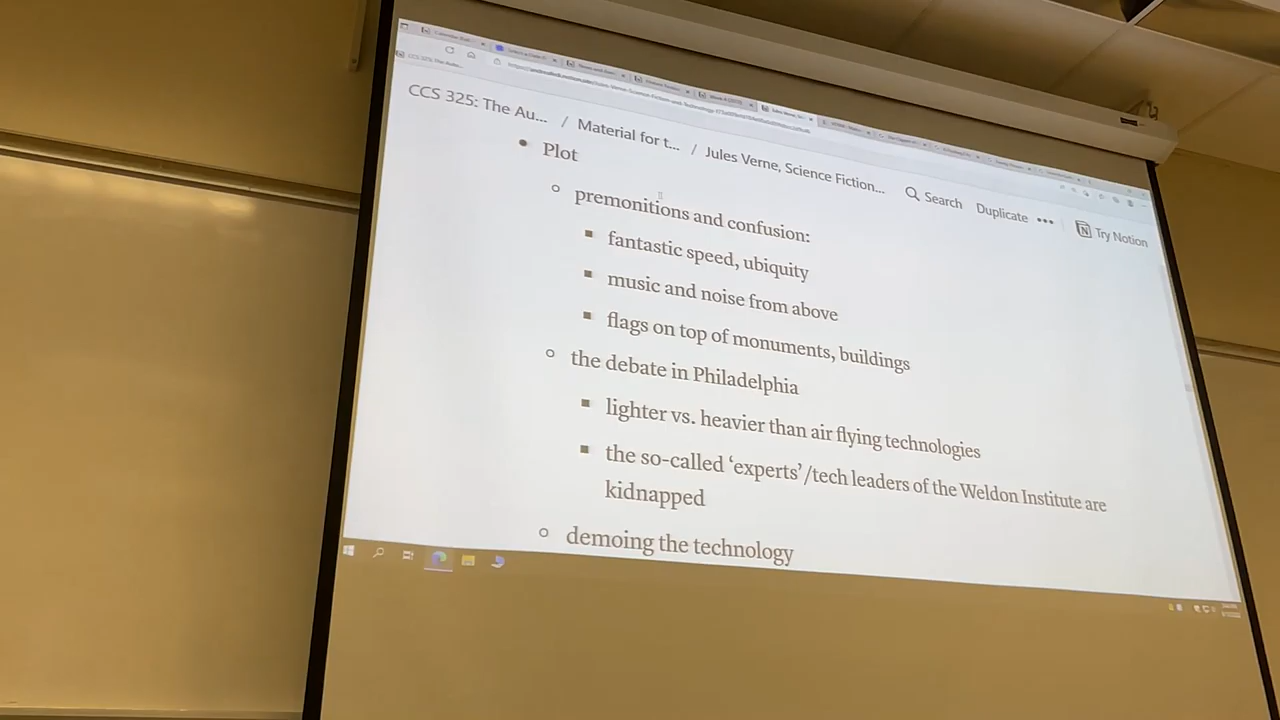 CCS 325: The Au... / Material for t... / Jules Verne, Science Fiction... Search Duplicate ••• Try Notion
• Plot
○ premonitions and confusion:
▪ fantastic speed, ubiquity
▪ music and noise from above
▪ flags on top of monuments, buildings
○ the debate in Philadelphia
▪ lighter vs. heavier than air flying technologies
▪ the so-called ‘experts’/tech leaders of the Weldon Institute are
kidnapped
○ demoing the technology